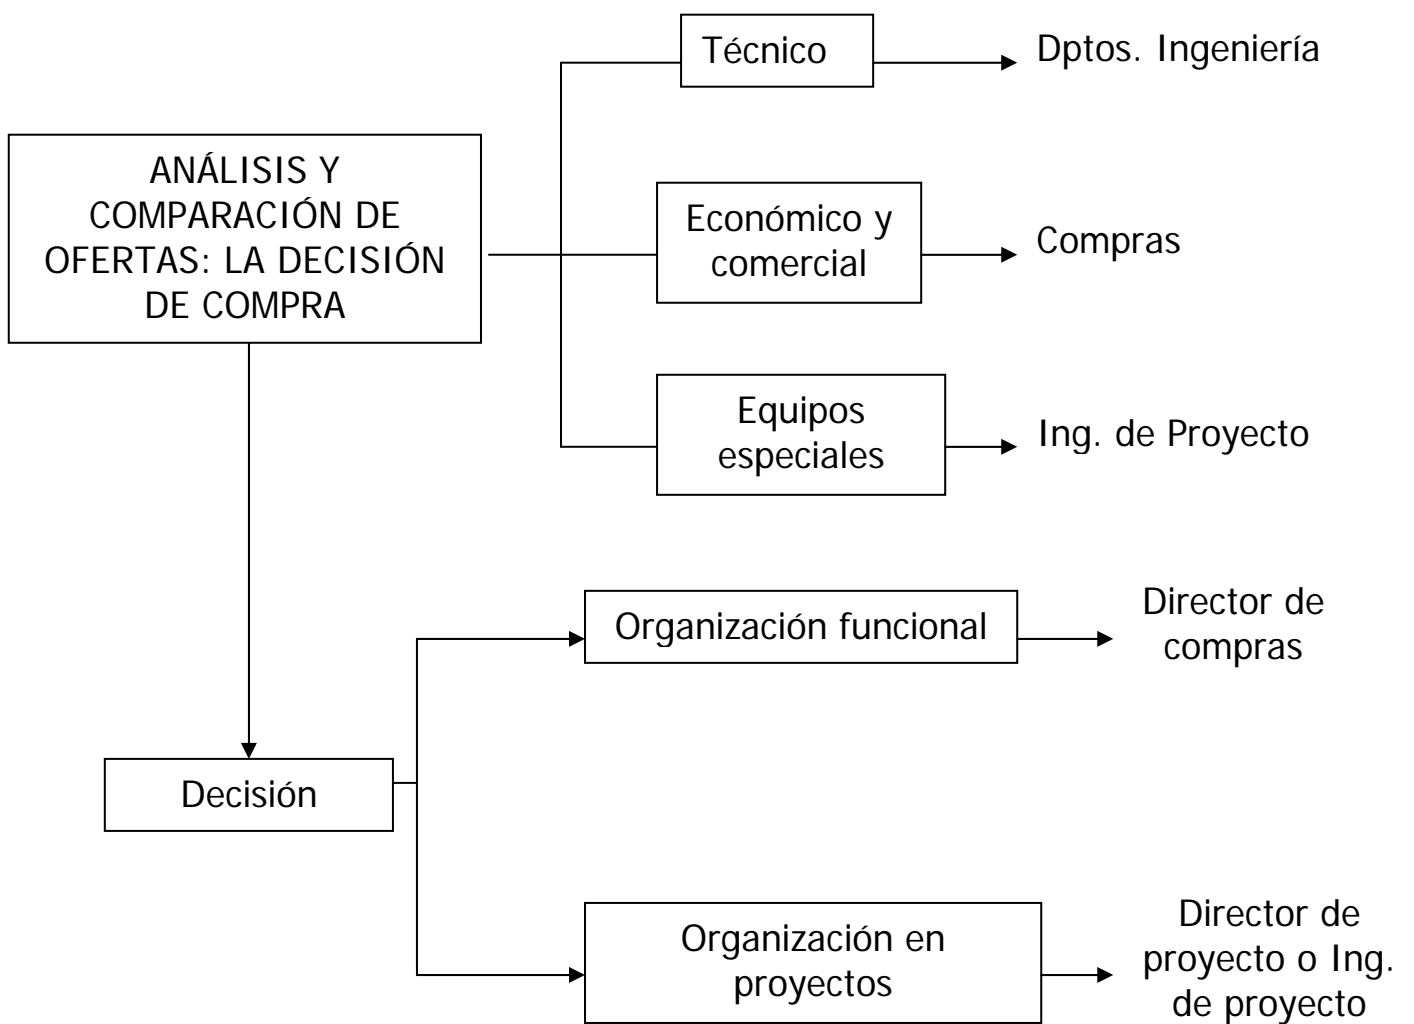 Técnico
Dptos. Ingeniería
ANÁLISIS Y
COMPARACIÓN DE
OFERTAS: LA DECISIÓN
DE COMPRA
Económico y
comercial
Compras
Equipos
especiales
Ing. de Proyecto
Organización funcional
Director de
compras
Decisión
Organización en
proyectos
Director de
proyecto o Ing.
de proyecto